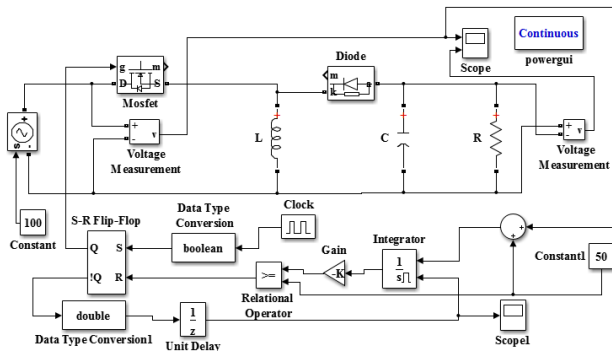 Continuous
powergui
Scope
Diode
m
k
a
g
m
D
S
Mosfet
+
-
v
Voltage
Measurement
L
C
R
+
-
v
Voltage
Measurement
+
-
s
100
Constant
S-R Flip-Flop
Q
S
!Q
R
Data Type
Conversion
boolean
Clock
Gain
-K
Integrator
1
s
+
+
Constant1
50
>=
Relational
Operator
double
Data Type Conversion1
1
z
Unit Delay
Scope1